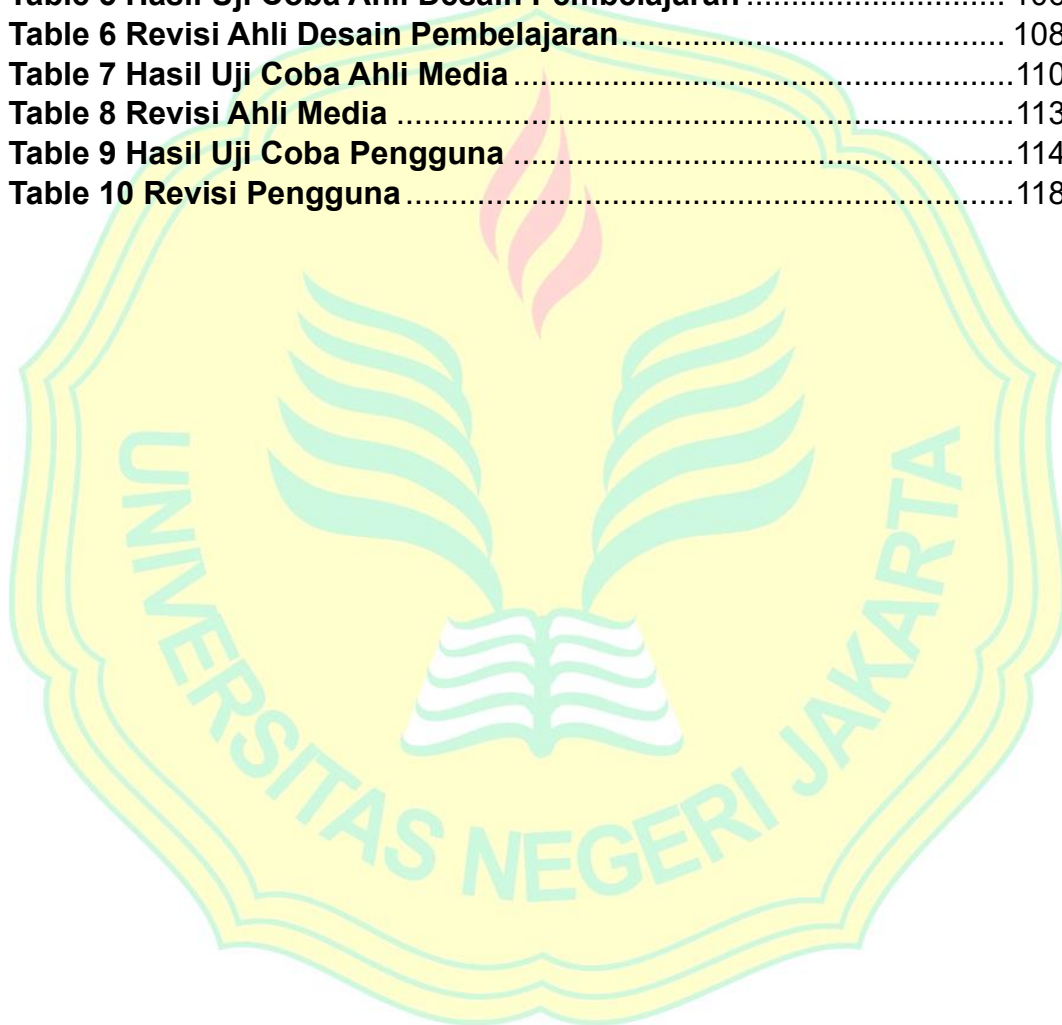 Table 6 Revisi Ahli Desain Pembelajaran.......................................... 108
Table 7 Hasil Uji Coba Ahli Media.......................................................110
Table 8 Revisi Ahli Media ...................................................................113
Table 9 Hasil Uji Coba Pengguna .......................................................114
Table 10 Revisi Pengguna...................................................................118
UNIVERSITAS NEGERI JAKARTA